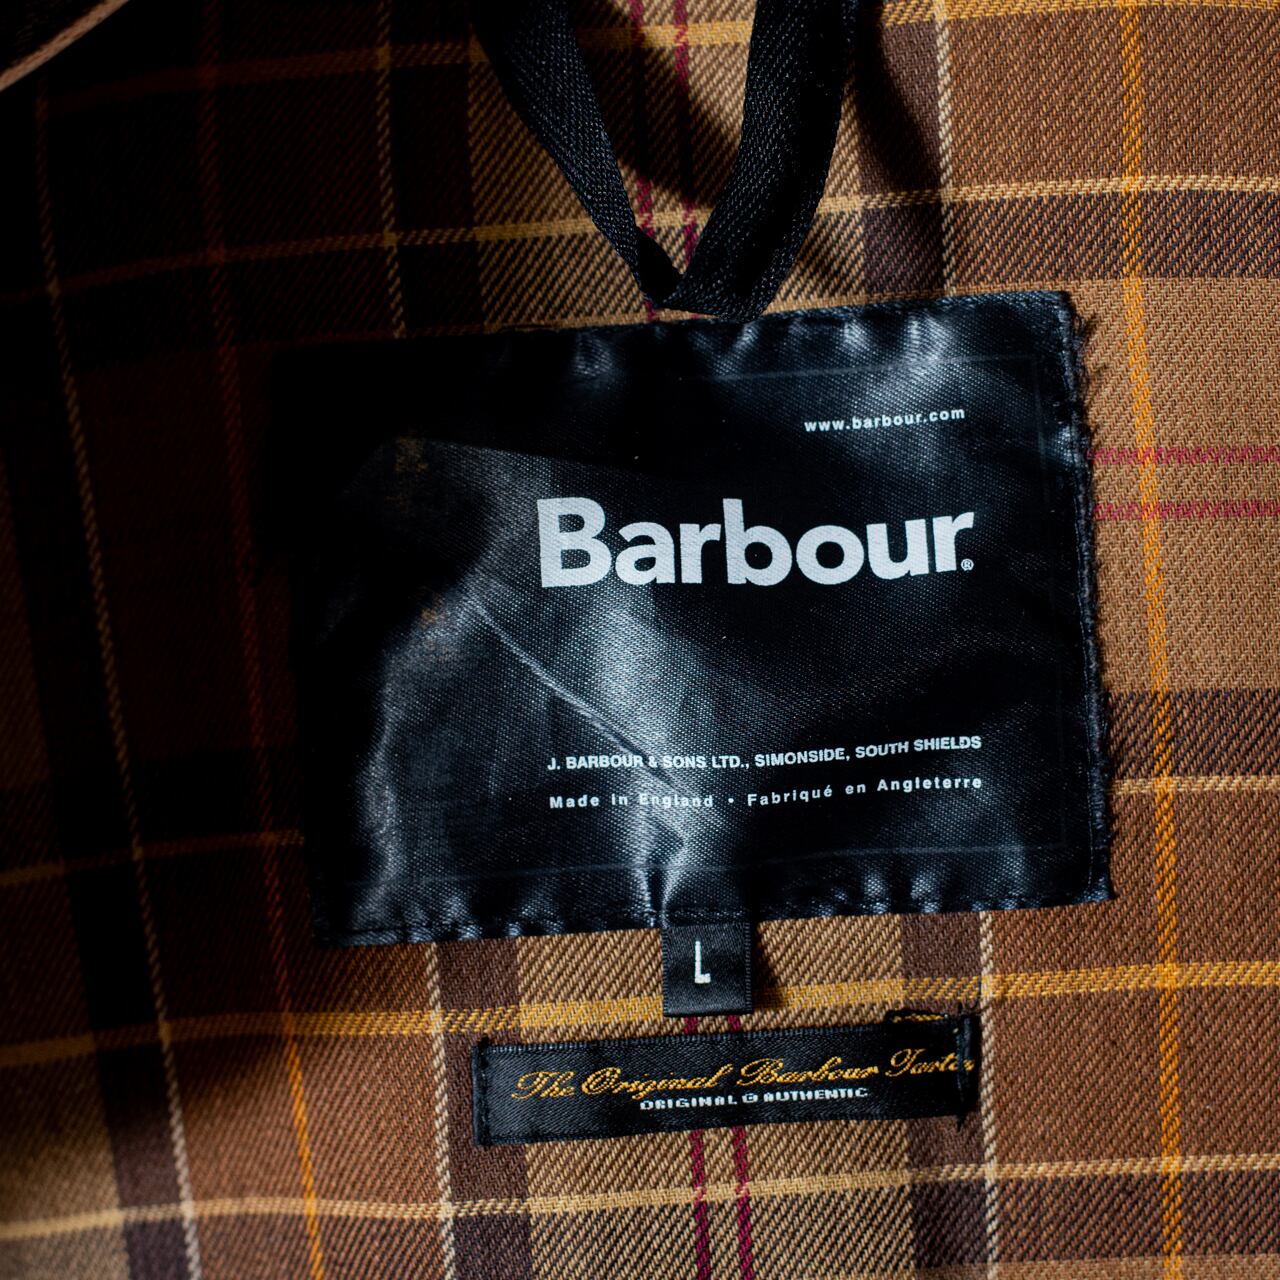 www.barbour.com
Barbour®
J. BARBOUR & SONS LTD., SIMONSIDE, SOUTH SHIELDS
Made in England • Fabriqué en Angleterre
L
The Original Barbour Tartan
ORIGINAL & AUTHENTIC